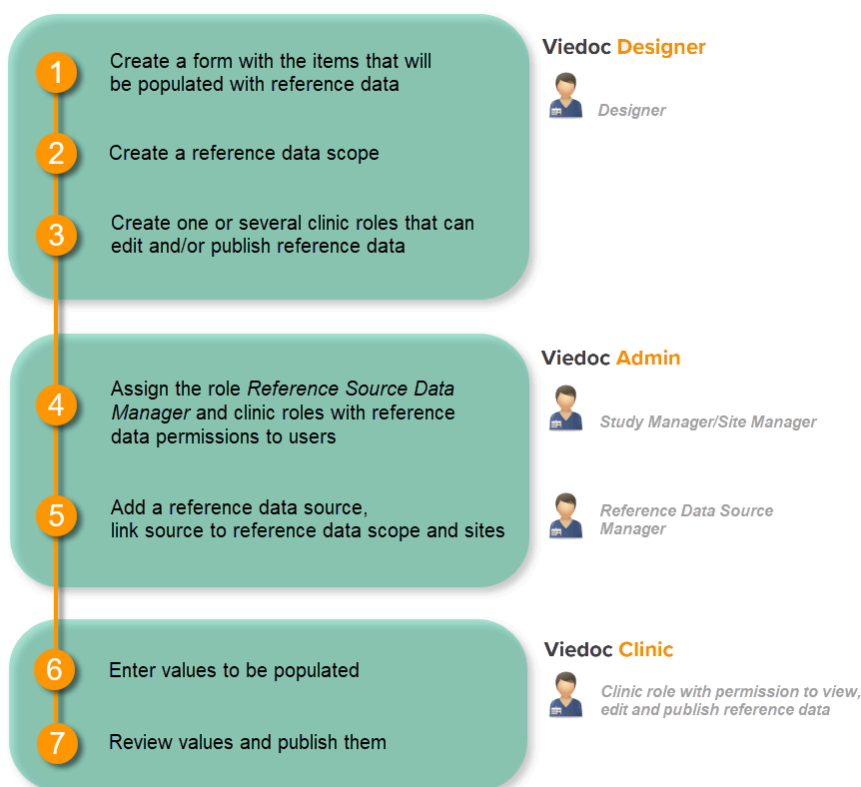 1
Create a form with the items that will
be populated with reference data
2
Create a reference data scope
3
Create one or several clinic roles that can
edit and/or publish reference data
Viedoc Designer
Designer
4
Assign the role Reference Source Data
Manager and clinic roles with reference
data permissions to users
5
Add a reference data source,
link source to reference data scope and sites
Viedoc Admin
Study Manager/Site Manager
Reference Data Source
Manager
6
Enter values to be populated
7
Review values and publish them
Viedoc Clinic
Clinic role with permission to view,
edit and publish reference data